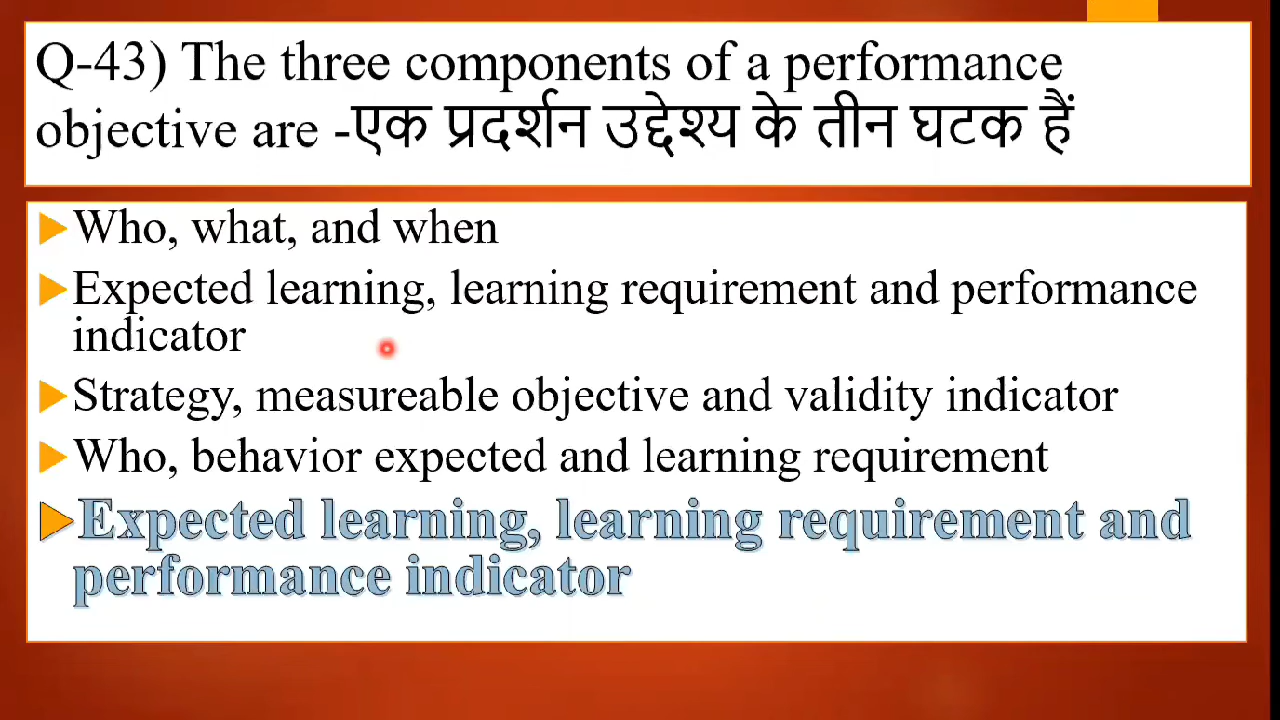 Q-43) The three components of a performance
objective are -एक प्रदर्शन उद्देश्य के तीन घटक हैं
Who, what, and when
Expected learning, learning requirement and performance
indicator
Strategy, measureable objective and validity indicator
Who, behavior expected and learning requirement
Expected learning, learning requirement and
performance indicator